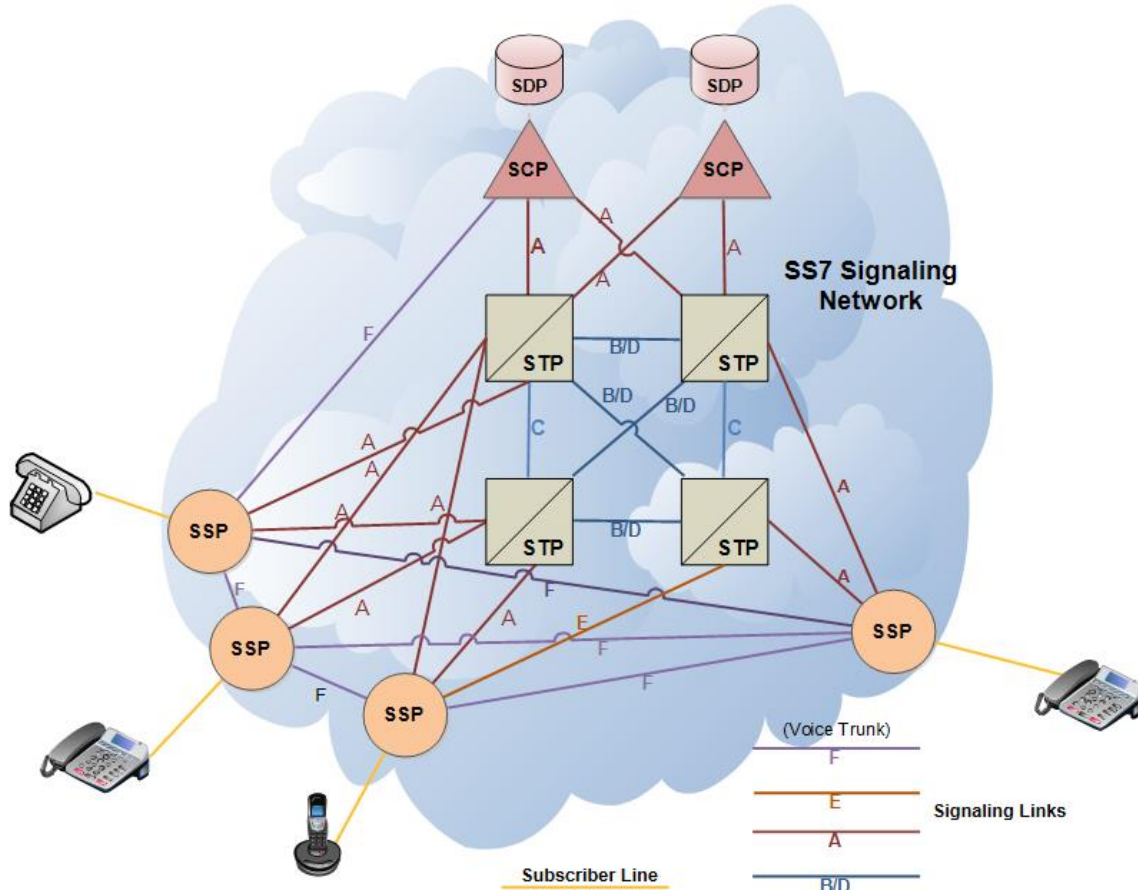 SDP
SDP
SCP
SCP
A
A
A
A
SS7 Signaling
Network
F
B/D
STP
STP
B/D
B/D
C
C
A
A
A
A
A
B/D
STP
STP
SSP
F
A
A
E
F
A
SSP
SSP
F
F
F
SSP
(Voice Trunk)
F
E
Signaling Links
A
Subscriber Line
B/D